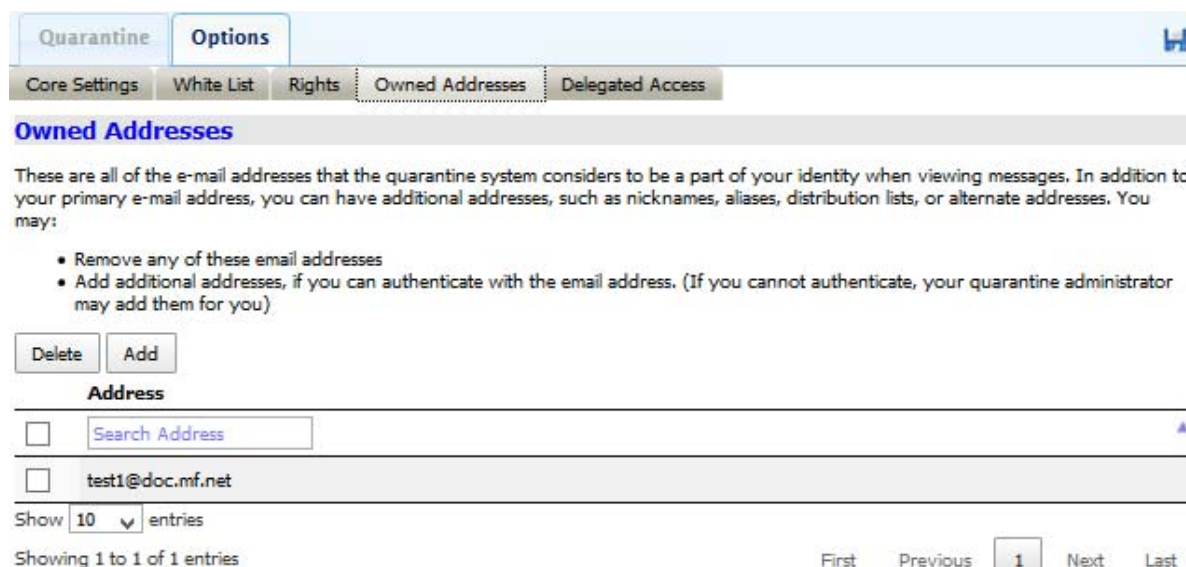 Quarantine Options
Core Settings White List Rights Owned Addresses Delegated Access
Owned Addresses
These are all of the e-mail addresses that the quarantine system considers to be a part of your identity when viewing messages. In addition to
your primary e-mail address, you can have additional addresses, such as nicknames, aliases, distribution lists, or alternate addresses. You
may:
• Remove any of these email addresses
• Add additional addresses, if you can authenticate with the email address. (If you cannot authenticate, your quarantine administrator
may add them for you)
Delete Add
Address
Search Address
test1@doc.mf.net
Show 10 entries
Showing 1 to 1 of 1 entries First Previous 1 Next Last